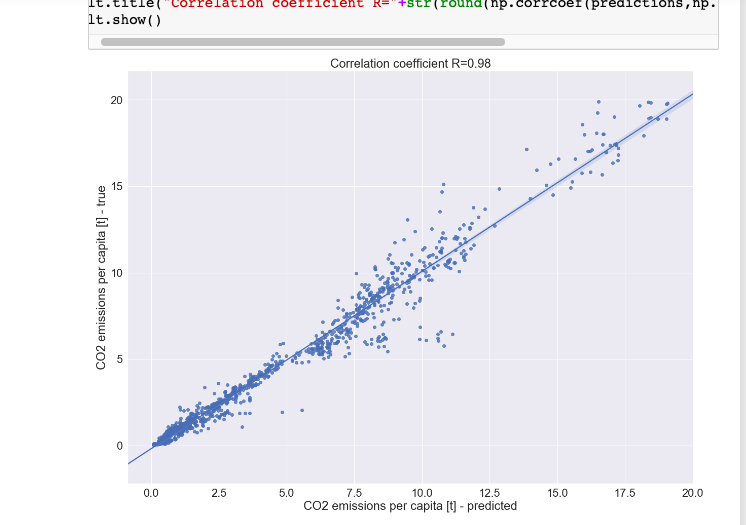 lt.title("Correlation coefficient R="+str(round(np.corrcoef(predictions,np.
lt.show()
Correlation coefficient R=0.98
CO2 emissions per capita [t] - true
20
15
10
5
0
0.0 2.5 5.0 7.5 10.0 12.5 15.0 17.5 20.0
CO2 emissions per capita [t] - predicted